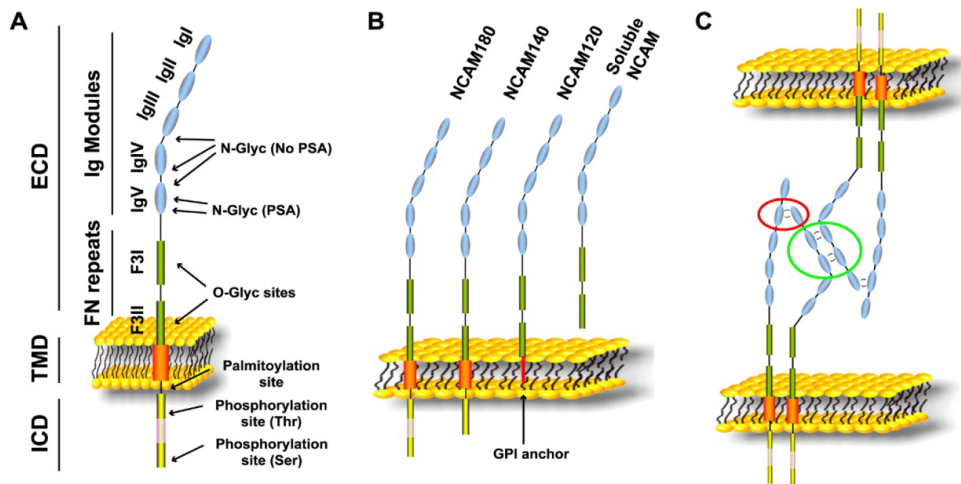 A
ECD
Ig Modules
FN repeats
TMD
ICD
IgI
IgII
IgIII
IgIV
IgV
F3I
F3II
N-Glyc (No PSA)
N-Glyc (PSA)
O-Glyc sites
Palmitoylation
site
Phosphorylation
site (Thr)
Phosphorylation
site (Ser)
B
NCAM180
NCAM140
NCAM120
Soluble
NCAM
GPI anchor
C